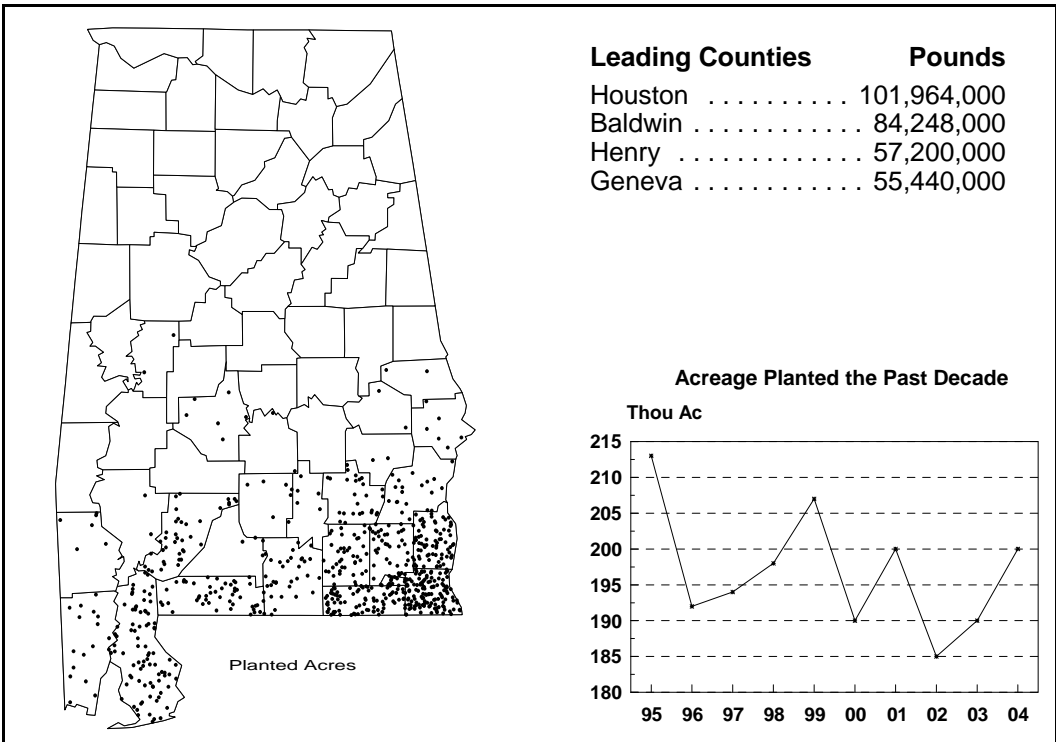 Leading Counties Pounds
Houston . . . . . . . . . . 101,964,000
Baldwin . . . . . . . . . . . . 84,248,000
Henry . . . . . . . . . . . . . 57,200,000
Geneva . . . . . . . . . . . . 55,440,000
Acreage Planted the Past Decade
Thou Ac
215
210
205
200
195
190
185
180
95 96 97 98 99 00 01 02 03 04
Planted Acres